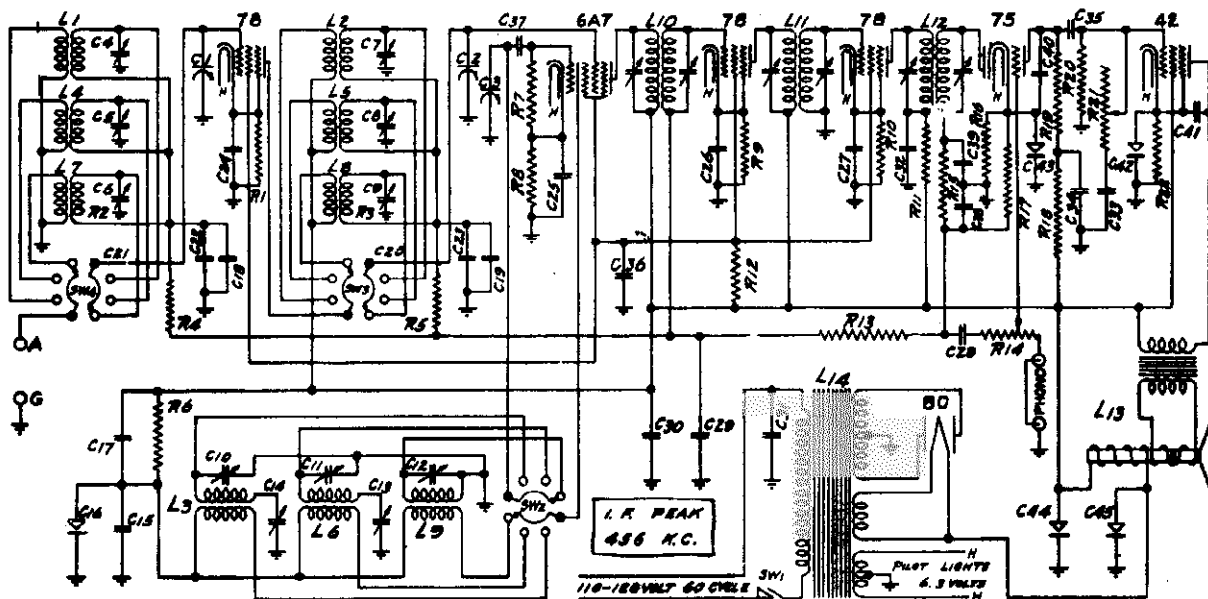 L1 C4 78 L2 C7 C37 6A7 L10 78 L11 78 L12 75 C35 42
C40
L4 C5 H L5 C8 R7 H H H R20 R21 H
C24 R16 R19 C41
L7 C6 R1 L8 C9 R8 C25 C26 R9 C27 R10 C32 C39 C43 C42
R2 R3 R11 R17 R18 C34 C33
C21 C22 C18 C20 C23 C19 C36 R12
SW4 SW3
R4 R5 R13
A C28 R14
PHONO
G R6 L14 80 L13
C17 C30 C29
C10 C11 C12
C14 C13
C16 C15 L3 L6 L9 SW2 I.F. PEAK C44 C45
456 K.C.
H
PILOT LIGHTS
SW1 6.3 VOLTS
110-120 VOLT 60 CYCLE H